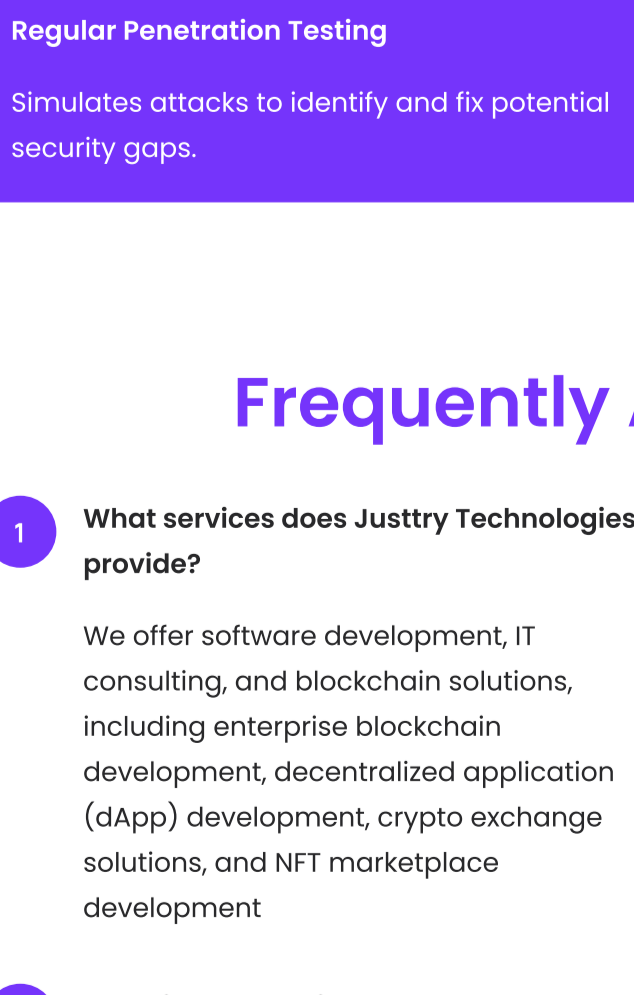 Regular Penetration Testing
Simulates attacks to identify and fix potential
security gaps.
Frequently
1
What services does Justtry Technologies
provide?
We offer software development, IT
consulting, and blockchain solutions,
including enterprise blockchain
development, decentralized application
(dApp) development, crypto exchange
solutions, and NFT marketplace
development